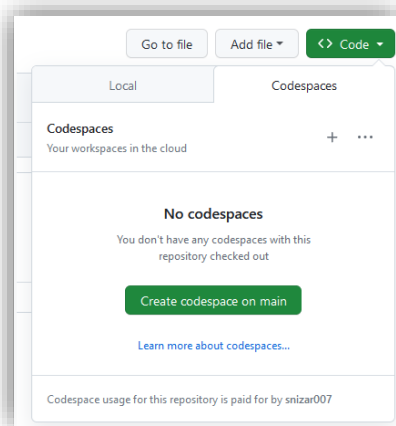 Go to file Add file <> Code
Local Codespaces
Codespaces
Your workspaces in the cloud
No codespaces
You don't have any codespaces with this
repository checked out
Create codespace on main
Learn more about codespaces...
Codespace usage for this repository is paid for by snizar007